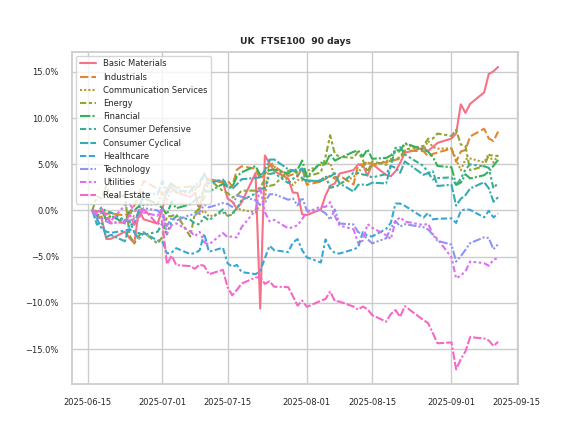 UK  FTSE100  90 days
Basic Materials
Industrials
Communication Services
Energy
Financial
Consumer Defensive
Consumer Cyclical
Healthcare
Technology
Utilities
Real Estate
15.0%
10.0%
5.0%
0.0%
−5.0%
−10.0%
−15.0%
2025-06-15 2025-07-01 2025-07-15 2025-08-01 2025-08-15 2025-09-01 2025-09-15